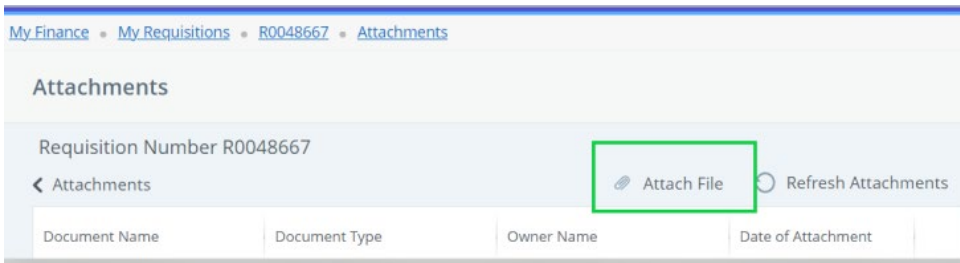 My Finance • My Requisitions • R0048667 • Attachments
Attachments
Requisition Number R0048667
Attachments Attach File Refresh Attachments
Document Name Document Type Owner Name Date of Attachment